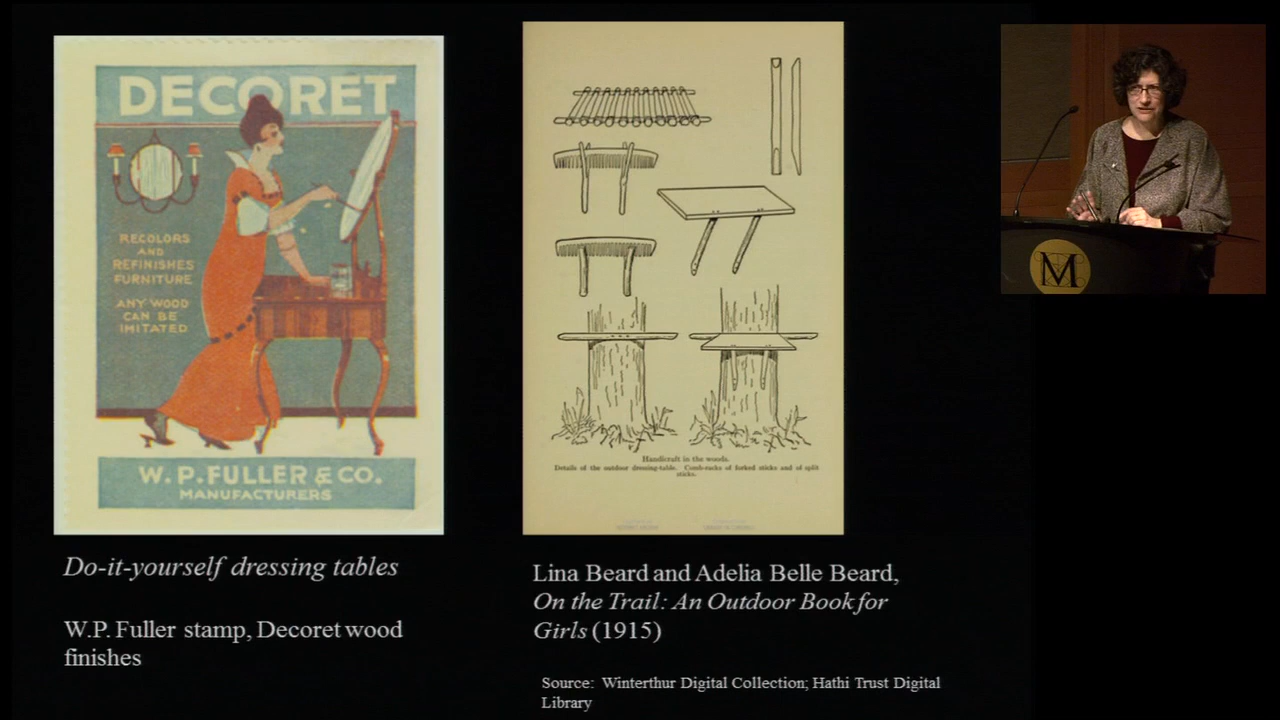 DECORET
RECOLORS
AND
REFINISHES
FURNITURE
ANY WOOD
CAN BE
IMITATED
W. P. FULLER & CO.
MANUFACTURERS
Handicraft in the woods.
Details of the outdoor dressing-table. Comb-racks of forked sticks and of split
sticks.
M
Do-it-yourself dressing tables
W.P. Fuller stamp, Decoret wood
finishes
Lina Beard and Adelia Belle Beard,
On the Trail: An Outdoor Book for
Girls (1915)
Source: Winterthur Digital Collection; Hathi Trust Digital
Library